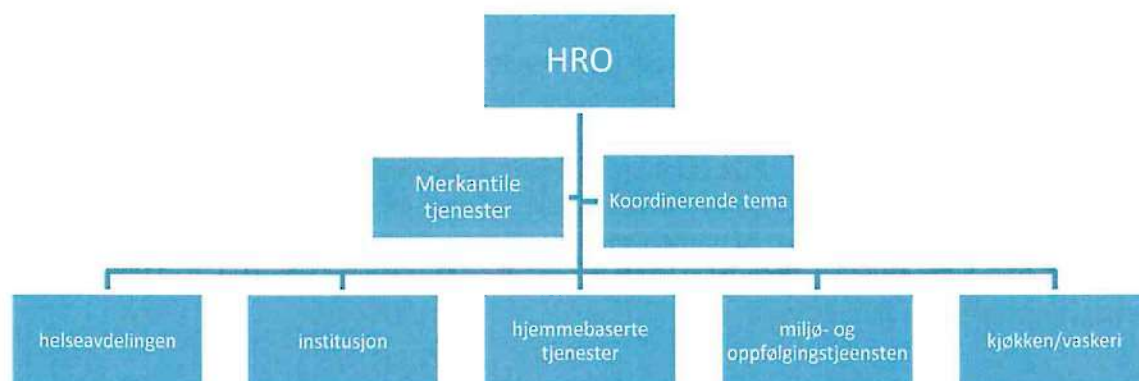 HRO
Merkantile
tjenester
Koordinerende tema
helseavdelingen
institusjon
hjemmebaserte
tjenester
miljø- og
oppfølgingstjeensten
kjøkken/vaskeri